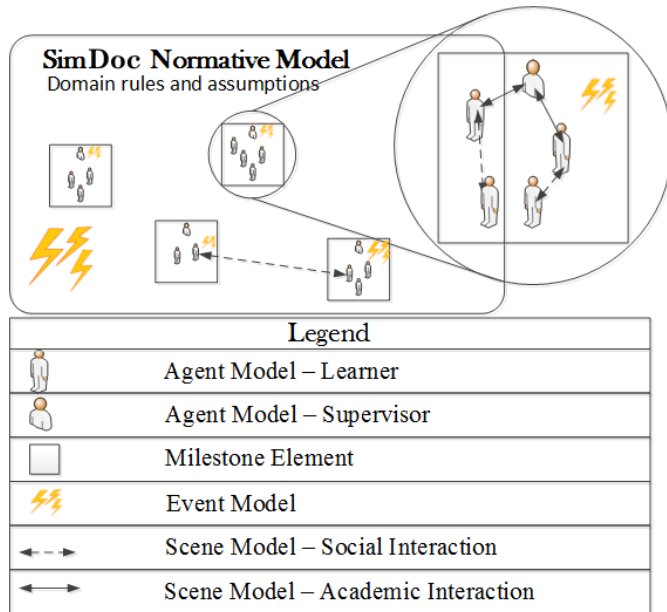 SimDoc Normative Model
Domain rules and assumptions
Legend
Agent Model – Learner
Agent Model – Supervisor
Milestone Element
Event Model
Scene Model – Social Interaction
Scene Model – Academic Interaction